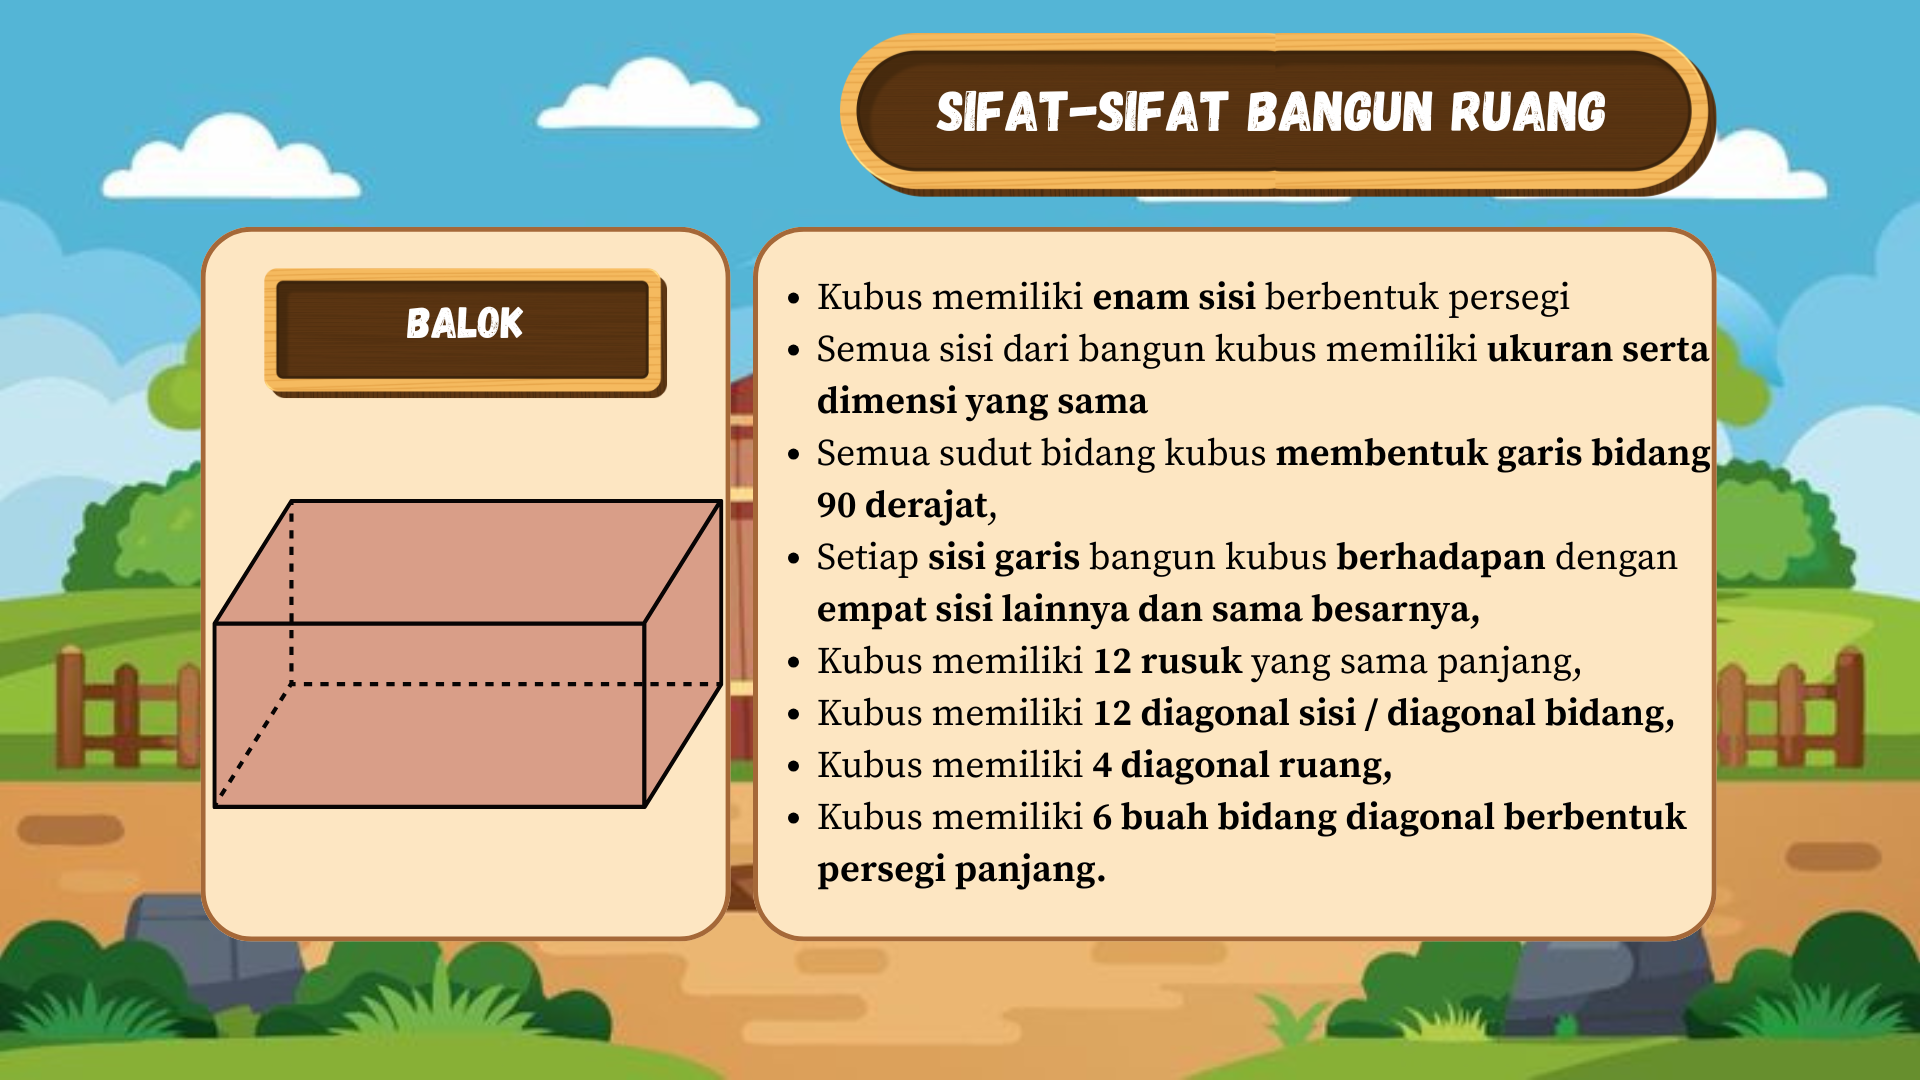 SIFAT-SIFAT BANGUN RUANG
BALOK
• Kubus memiliki enam sisi berbentuk persegi
• Semua sisi dari bangun kubus memiliki ukuran serta
dimensi yang sama
• Semua sudut bidang kubus membentuk garis bidang
90 derajat,
• Setiap sisi garis bangun kubus berhadapan dengan
empat sisi lainnya dan sama besarnya,
• Kubus memiliki 12 rusuk yang sama panjang,
• Kubus memiliki 12 diagonal sisi / diagonal bidang,
• Kubus memiliki 4 diagonal ruang,
• Kubus memiliki 6 buah bidang diagonal berbentuk
persegi panjang.